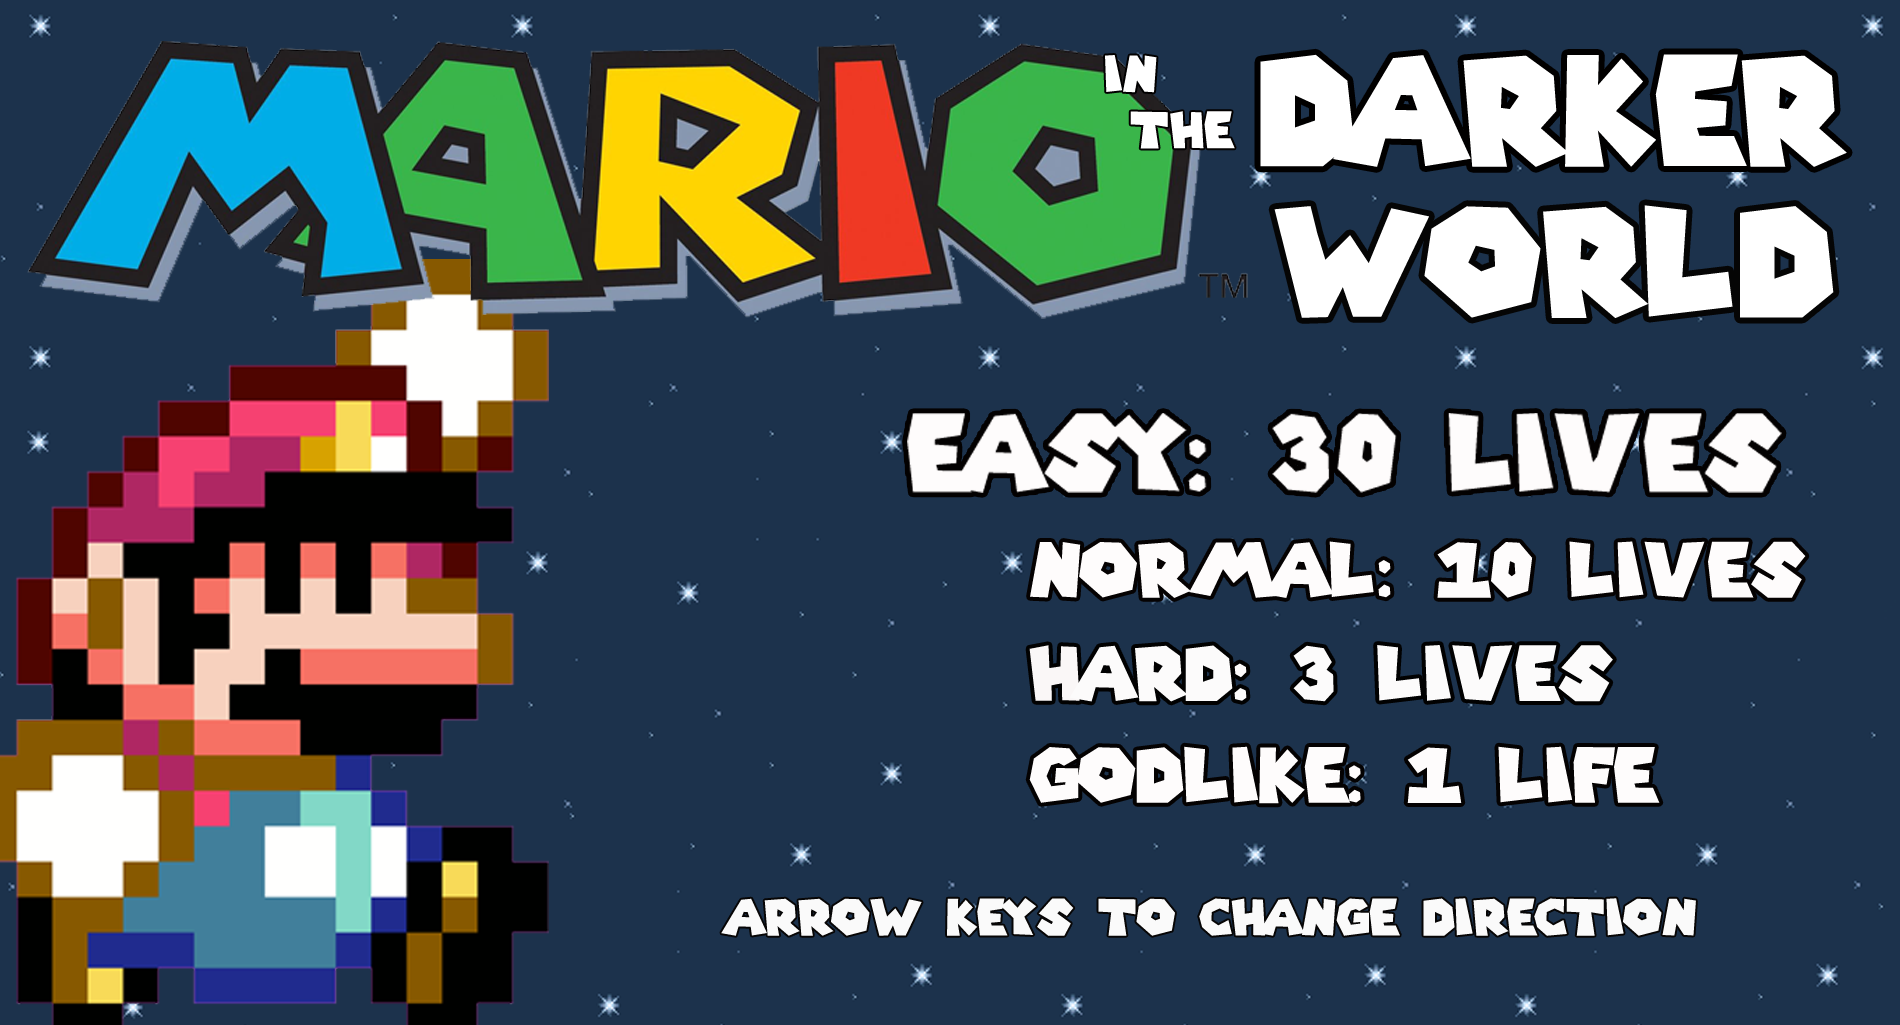 MARIO
TM
IN
THE
DARKER
WORLD
EASY: 30 LIVES
NORMAL: 10 LIVES
HARD: 3 LIVES
GODLIKE: 1 LIFE
ARROW KEYS TO CHANGE DIRECTION